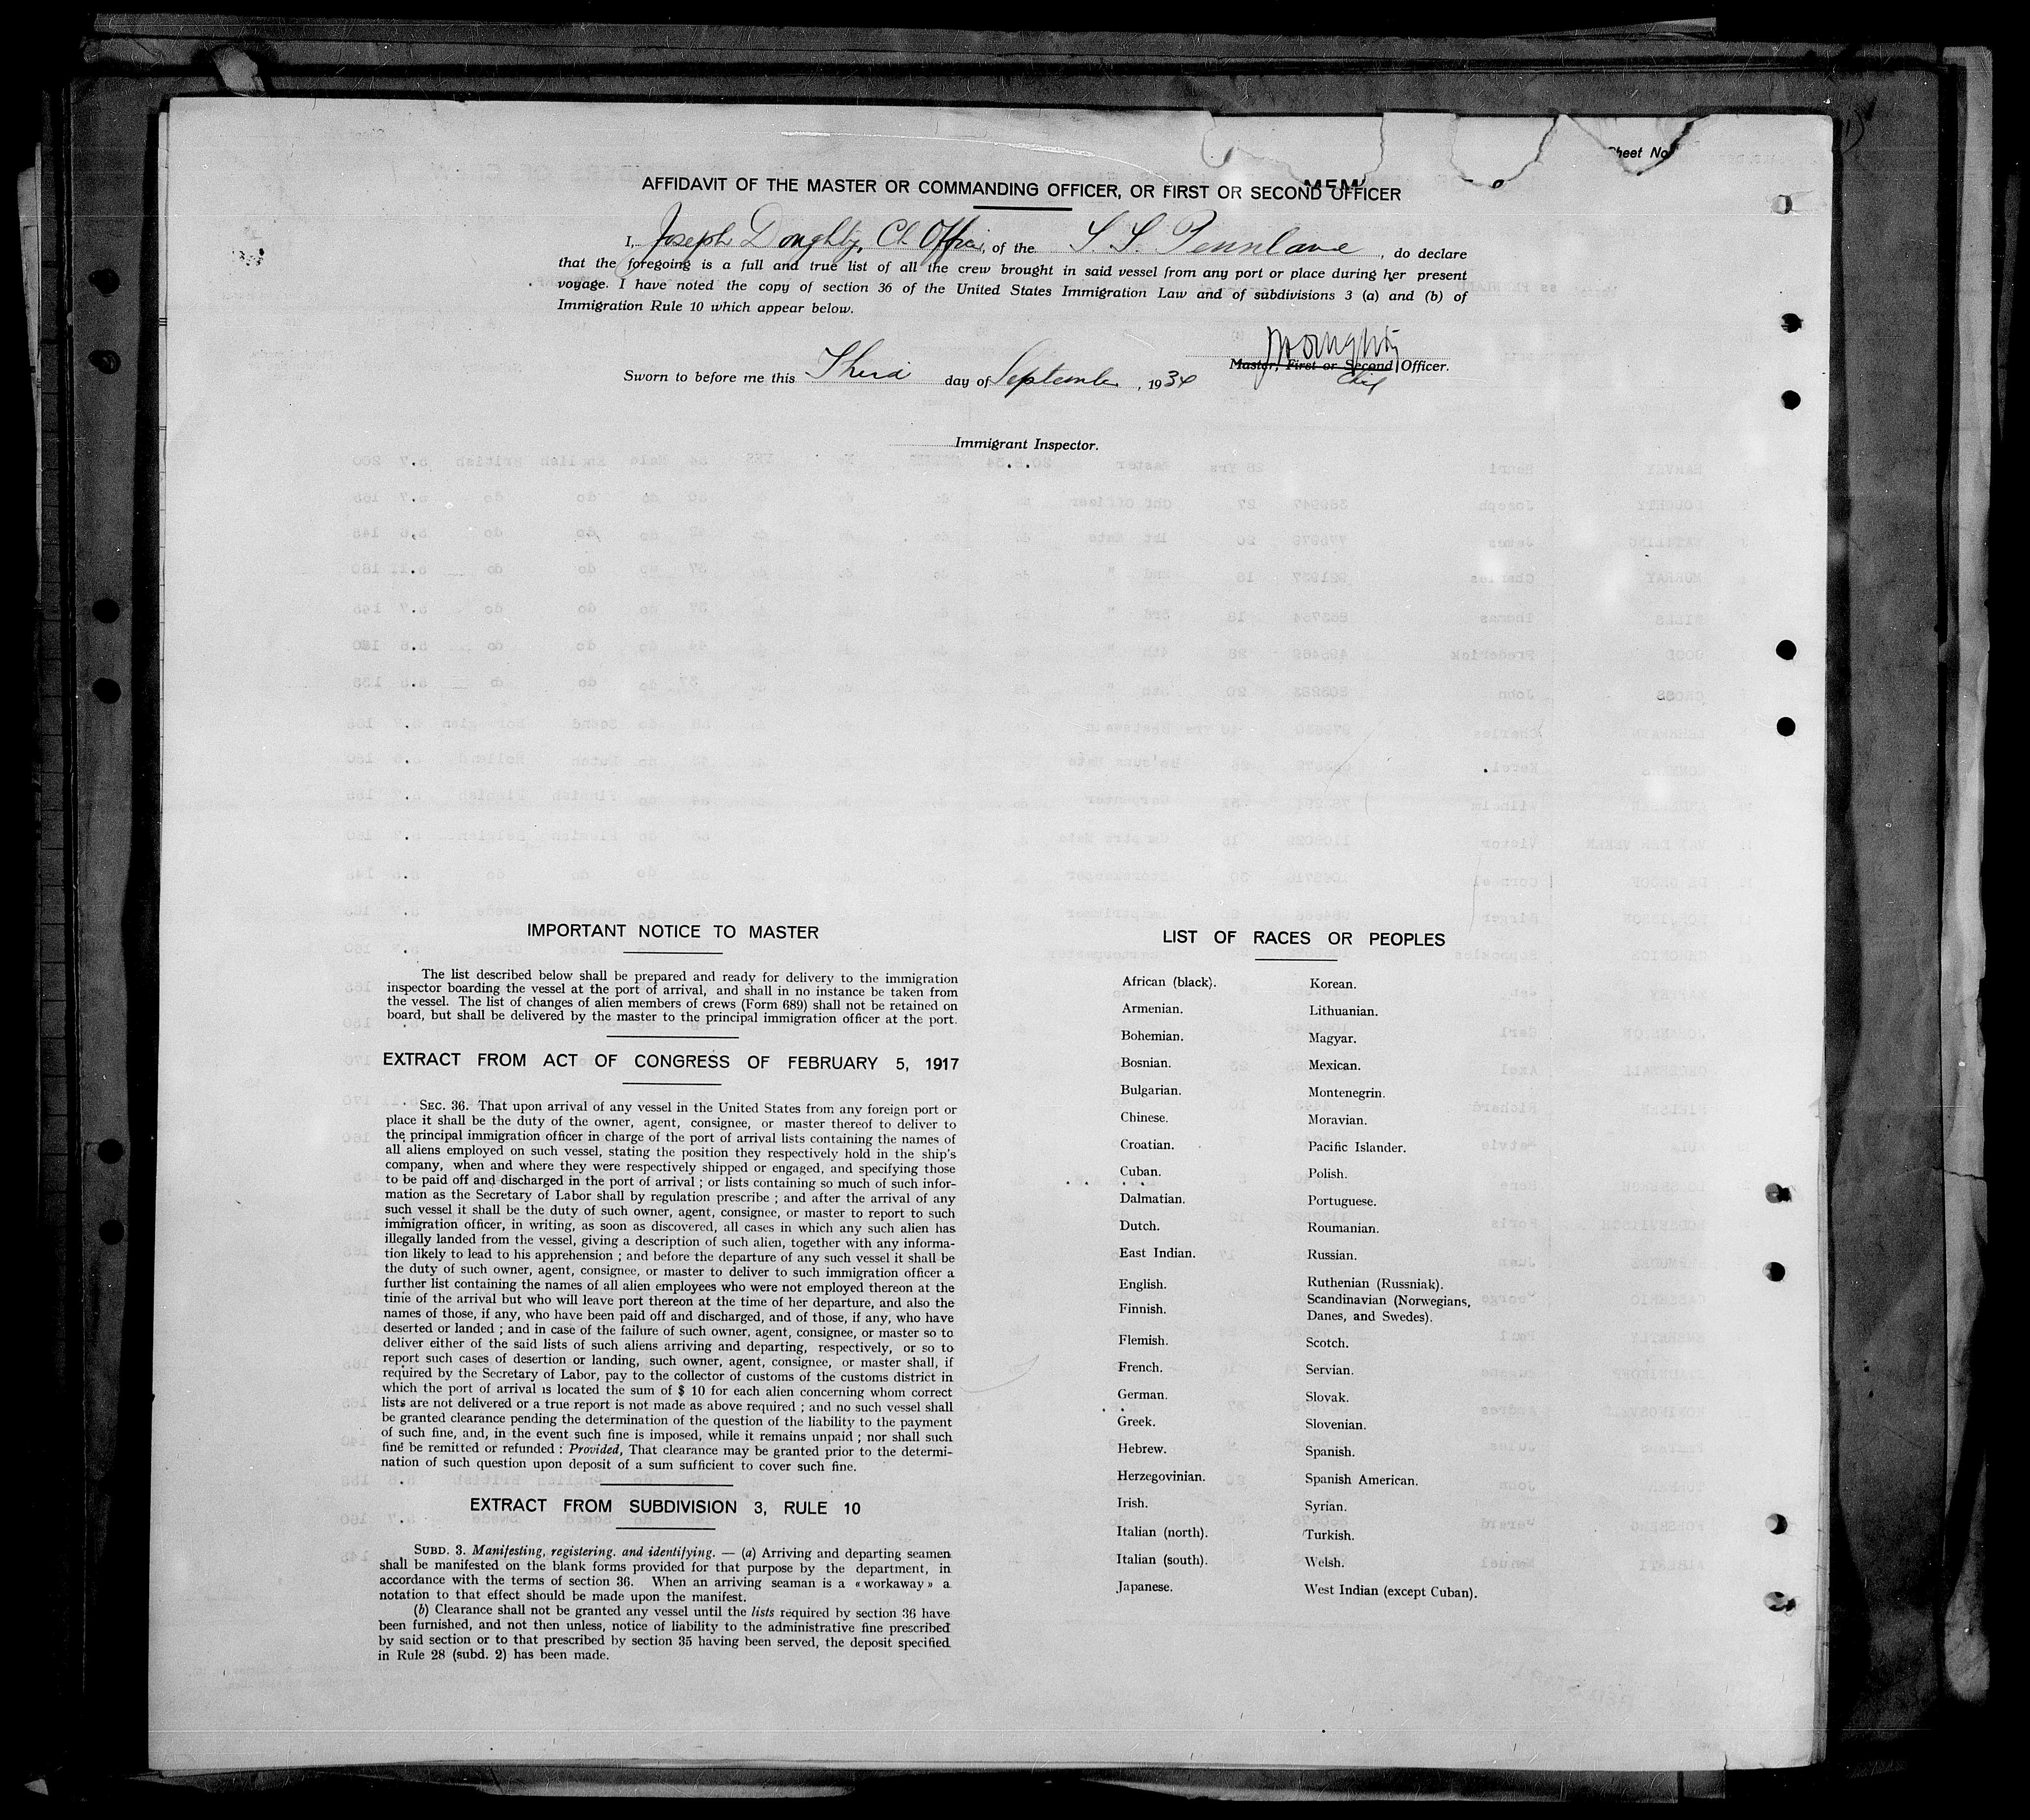 Sheet No
AFFIDAVIT OF THE MASTER OR COMMANDING OFFICER, OR FIRST OR SECOND OFFICER
I, Joseph Doughty, Ch. Officer, of the S. S. Pennland, do declare
that the foregoing is a full and true list of all the crew brought in said vessel from any port or place during her present
voyage. I have noted the copy of section 36 of the United States Immigration Law and of subdivisions 3 (a) and (b) of
Immigration Rule 10 which appear below.
Master, First or Second Officer.
Chief
Sworn to before me this Third day of September, 1934
Immigrant Inspector.
IMPORTANT NOTICE TO MASTER
The list described below shall be prepared and ready for delivery to the immigration
inspector boarding the vessel at the port of arrival, and shall in no instance be taken from
the vessel. The list of changes of alien members of crews (Form 689) shall not be retained on
board, but shall be delivered by the master to the principal immigration officer at the port.
EXTRACT FROM ACT OF CONGRESS OF FEBRUARY 5, 1917
SEC. 36. That upon arrival of any vessel in the United States from any foreign port or
place it shall be the duty of the owner, agent, consignee, or master thereof to deliver to
the principal immigration officer in charge of the port of arrival lists containing the names of
all aliens employed on such vessel, stating the position they respectively hold in the ship's
company, when and where they were respectively shipped or engaged, and specifying those
to be paid off and discharged in the port of arrival ; or lists containing so much of such infor-
mation as the Secretary of Labor shall by regulation prescribe ; and after the arrival of any
such vessel it shall be the duty of such owner, agent, consignee, or master to report to such
immigration officer, in writing, as soon as discovered, all cases in which any such alien has
illegally landed from the vessel, giving a description of such alien, together with any informa-
tion likely to lead to his apprehension ; and before the departure of any such vessel it shall be
the duty of such owner, agent, consignee, or master to deliver to such immigration officer a
further list containing the names of all alien employees who were not employed thereon at the
time of the arrival but who will leave port thereon at the time of her departure, and also the
names of those, if any, who have been paid off and discharged, and of those, if any, who have
deserted or landed ; and in case of the failure of such owner, agent, consignee, or master so to
deliver either of the said lists of such aliens arriving and departing, respectively, or so to
report such cases of desertion or landing, such owner, agent, consignee, or master shall, if
required by the Secretary of Labor, pay to the collector of customs of the customs district in
which the port of arrival is located the sum of $ 10 for each alien concerning whom correct
lists are not delivered or a true report is not made as above required ; and no such vessel shall
be granted clearance pending the determination of the question of the liability to the payment
of such fine, and, in the event such fine is imposed, while it remains unpaid ; nor shall such
fine be remitted or refunded : Provided, That clearance may be granted prior to the determi-
nation of such question upon deposit of a sum sufficient to cover such fine.
EXTRACT FROM SUBDIVISION 3, RULE 10
SUBD. 3. Manifesting, registering. and identifying. — (a) Arriving and departing seamen
shall be manifested on the blank forms provided for that purpose by the department, in
accordance with the terms of section 36. When an arriving seaman is a « workaway » a
notation to that effect should be made upon the manifest.
(b) Clearance shall not be granted any vessel until the lists required by section 36 have
been furnished, and not then unless, notice of liability to the administrative fine prescribed
by said section or to that prescribed by section 35 having been served, the deposit specified
in Rule 28 (subd. 2) has been made.
LIST OF RACES OR PEOPLES
African (black).
Armenian.
Bohemian.
Bosnian.
Bulgarian.
Chinese.
Croatian.
Cuban.
Dalmatian.
Dutch.
East Indian.
English.
Finnish.
Flemish.
French.
German.
Greek.
Hebrew.
Herzegovinian.
Irish.
Italian (north).
Italian (south).
Japanese.
Korean.
Lithuanian.
Magyar.
Mexican.
Montenegrin.
Moravian.
Pacific Islander.
Polish.
Portuguese.
Roumanian.
Russian.
Ruthenian (Russniak).
Scandinavian (Norwegians,
Danes, and Swedes).
Scotch.
Servian.
Slovak.
Slovenian.
Spanish.
Spanish American.
Syrian.
Turkish.
Welsh.
West Indian (except Cuban).